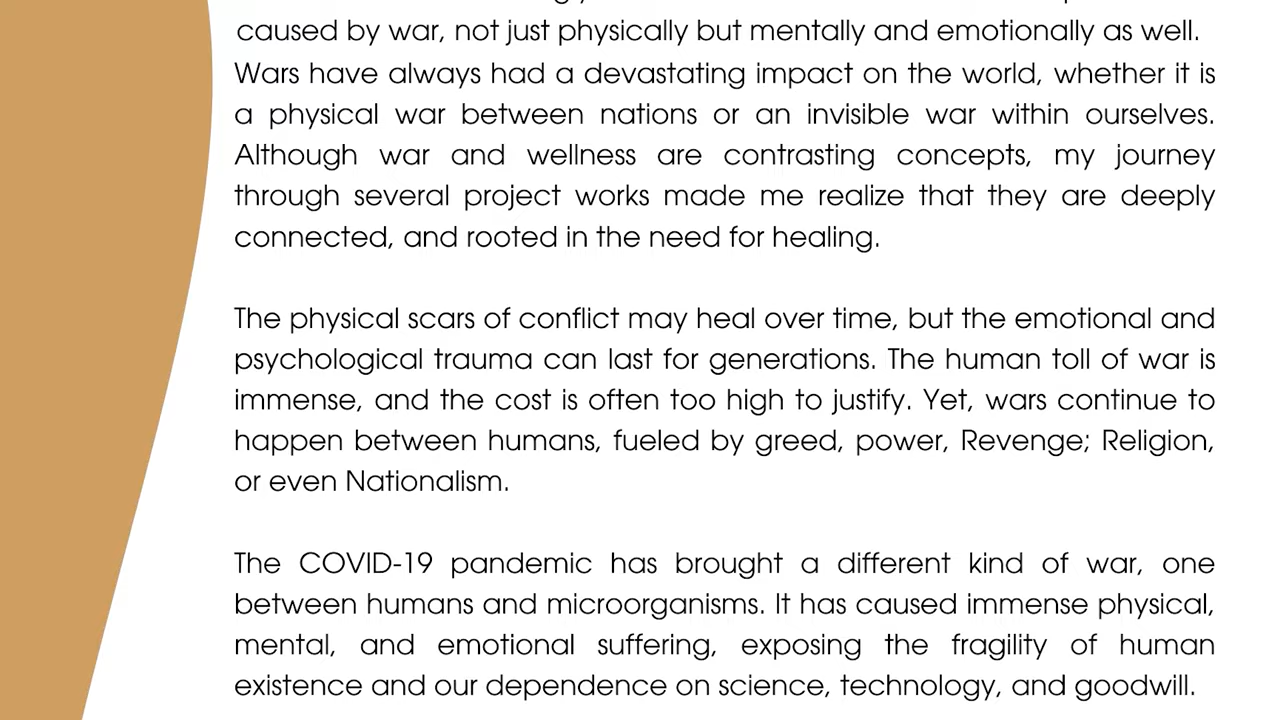 caused by war, not just physically but mentally and emotionally as well.
Wars have always had a devastating impact on the world, whether it is
a physical war between nations or an invisible war within ourselves.
Although war and wellness are contrasting concepts, my journey
through several project works made me realize that they are deeply
connected, and rooted in the need for healing.
The physical scars of conflict may heal over time, but the emotional and
psychological trauma can last for generations. The human toll of war is
immense, and the cost is often too high to justify. Yet, wars continue to
happen between humans, fueled by greed, power, Revenge; Religion,
or even Nationalism.
The COVID-19 pandemic has brought a different kind of war, one
between humans and microorganisms. It has caused immense physical,
mental, and emotional suffering, exposing the fragility of human
existence and our dependence on science, technology, and goodwill.